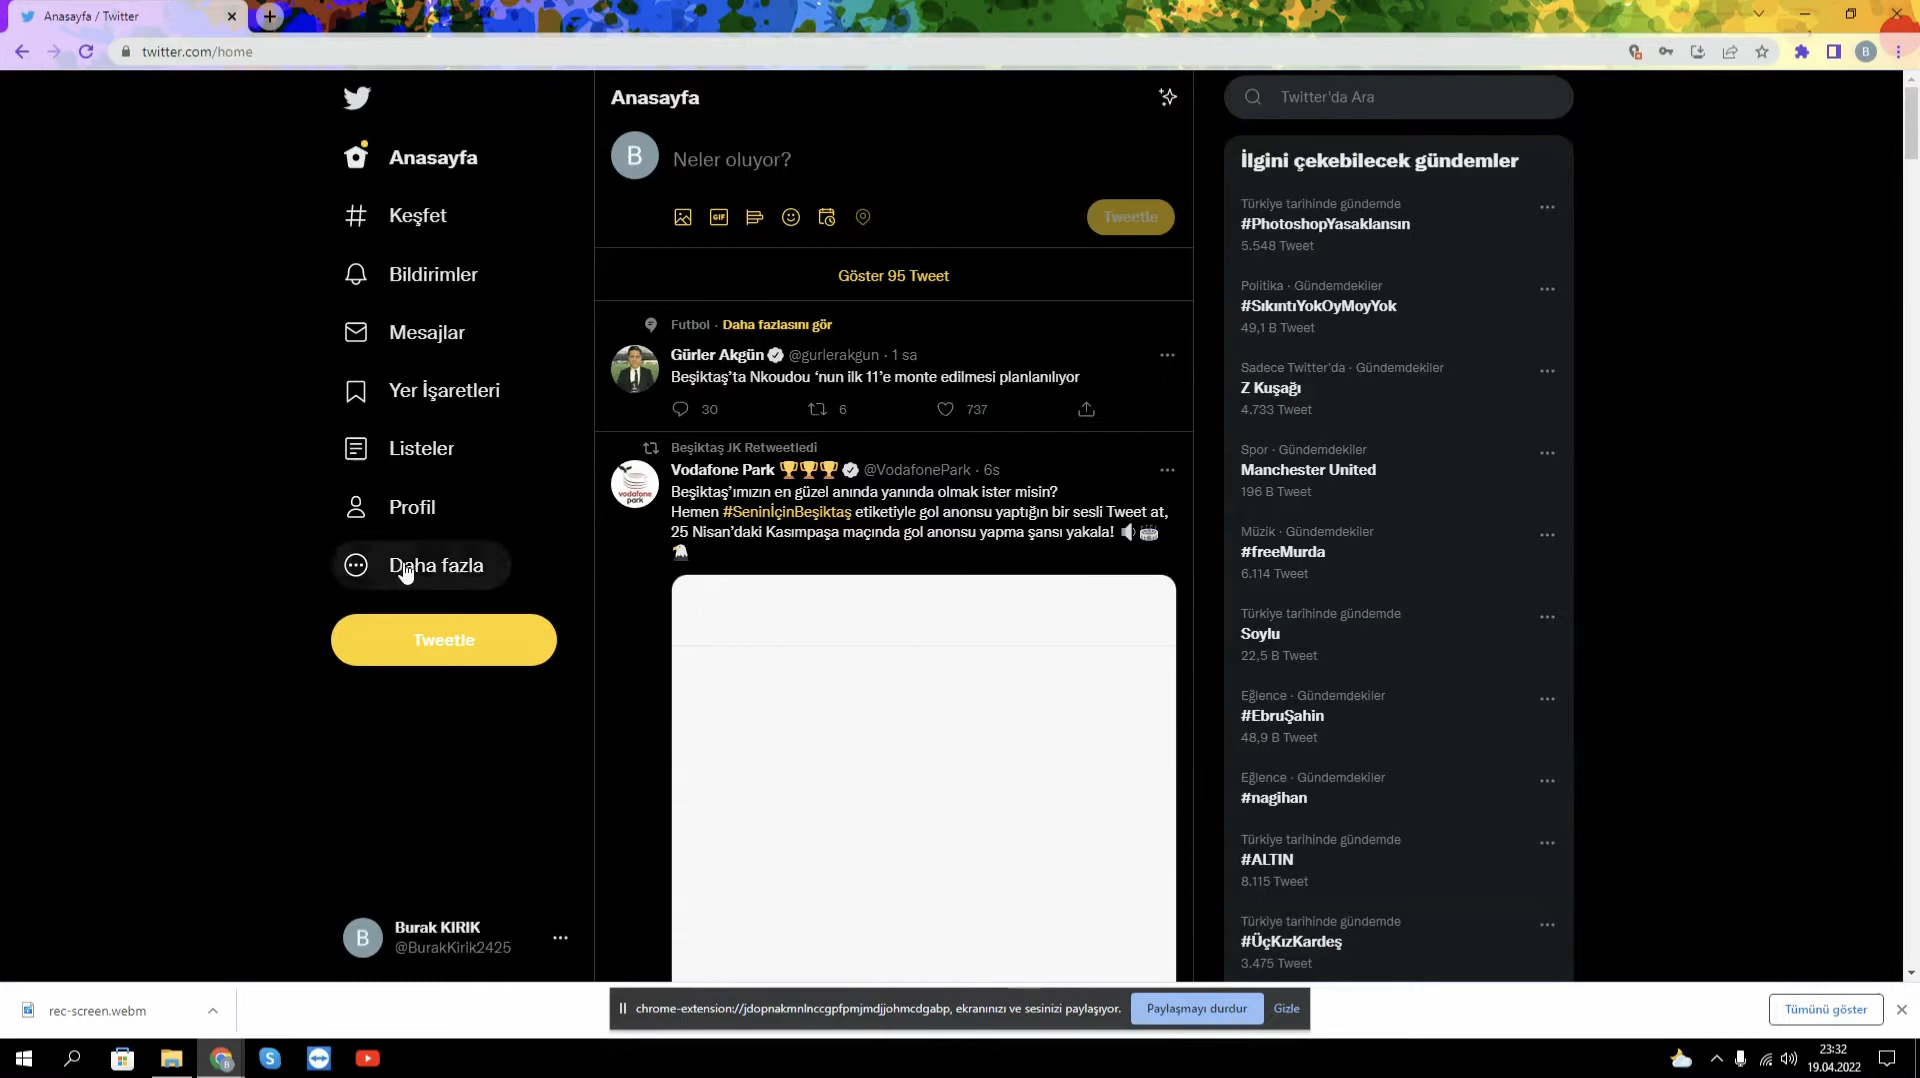 Anasayfa / Twitter
twitter.com/home
B
Anasayfa
Keşfet
Bildirimler
Mesajlar
Yer İşaretleri
Listeler
Profil
Daha fazla
Tweetle
B
Burak KIRIK
@BurakKirik2425
Anasayfa
B
Neler oluyor?
GIF
Tweetle
Göster 95 Tweet
Futbol · Daha fazlasını gör
Gürler Akgün @gurlerakgun · 1 sa
Beşiktaş’ta Nkoudou ‘nun ilk 11’e monte edilmesi planlanılıyor
30 6 737
Beşiktaş JK Retweetledi
Vodafone Park 🏆🏆🏆 @VodafonePark · 6s
vodafone park
Beşiktaş’ımızın en güzel anında yanında olmak ister misin?
Hemen #SeninİçinBeşiktaş etiketiyle gol anonsu yaptığın bir sesli Tweet at,
25 Nisan’daki Kasımpaşa maçında gol anonsu yapma şansı yakala! 🔈🏟
🦅
Twitter'da Ara
İlgini çekebilecek gündemler
Türkiye tarihinde gündemde
#PhotoshopYasaklansın
5.548 Tweet
Politika · Gündemdekiler
#SıkıntıYokOyMoyYok
49,1 B Tweet
Sadece Twitter'da · Gündemdekiler
Z Kuşağı
4.733 Tweet
Spor · Gündemdekiler
Manchester United
196 B Tweet
Müzik · Gündemdekiler
#freeMurda
6.114 Tweet
Türkiye tarihinde gündemde
Soylu
22,5 B Tweet
Eğlence · Gündemdekiler
#EbruŞahin
48,9 B Tweet
Eğlence · Gündemdekiler
#nagihan
Türkiye tarihinde gündemde
#ALTIN
8.115 Tweet
Türkiye tarihinde gündemde
#ÜçKızKardeş
3.475 Tweet
rec-screen.webm
chrome-extension://jdopnakmnlnccgpfpmjmdjjohmcdgabp, ekranınızı ve sesinizi paylaşıyor.
Paylaşmayı durdur
Gizle
Tümünü göster
23:32
19.04.2022